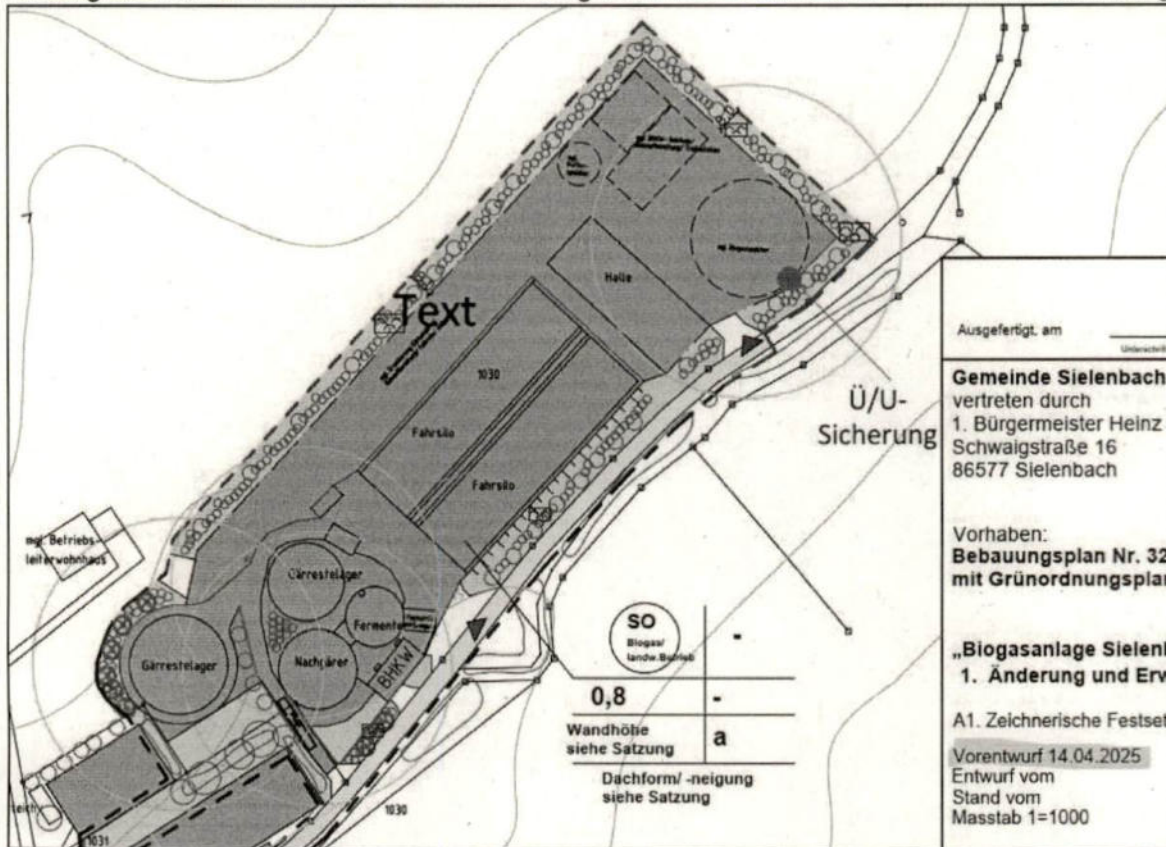 Text
Halle
1030
Fahrsilo
Fahrsilo
Ü/U-
Sicherung
mgl. Betriebs-
leiterwohnhaus
Gärrestelager
Fermenter
Nachgärer
Gärrestelager
BHKW
1030
1031
SO
Biogas/
landw. Betrieb
-
0,8
-
Wandhöhe
siehe Satzung
a
Dachform/ -neigung
siehe Satzung
Ausgefertigt, am
Gemeinde Sielenbach
vertreten durch
1. Bürgermeister Heinz
Schwaigstraße 16
86577 Sielenbach
Vorhaben:
Bebauungsplan Nr. 32
mit Grünordnungsplan
„Biogasanlage Sielenb
1. Änderung und Erw
A1. Zeichnerische Festset
Vorentwurf 14.04.2025
Entwurf vom
Stand vom
Masstab 1=1000